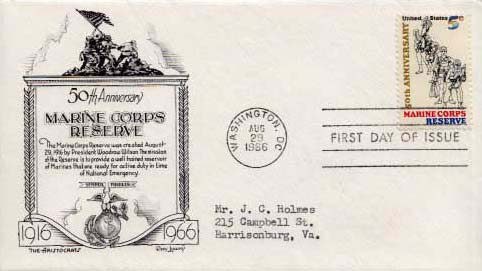 50th Anniversary
MARINE CORPS
RESERVE
The Marine Corps Reserve was created August
29, 1916 by President Woodrow Wilson. The mission
of the Reserve is to provide a well trained reservoir
of Marines that are ready for active duty in time
of National Emergency.
SEMPER FIDELIS
1916 1966
THE ARISTOCRATS
WASHINGTON, DC
AUG
29
1966
FIRST DAY OF ISSUE
United States 5c
50th ANNIVERSARY
MARINE CORPS
RESERVE
Mr. J. C. Holmes
215 Campbell St.
Harrisonburg, Va.